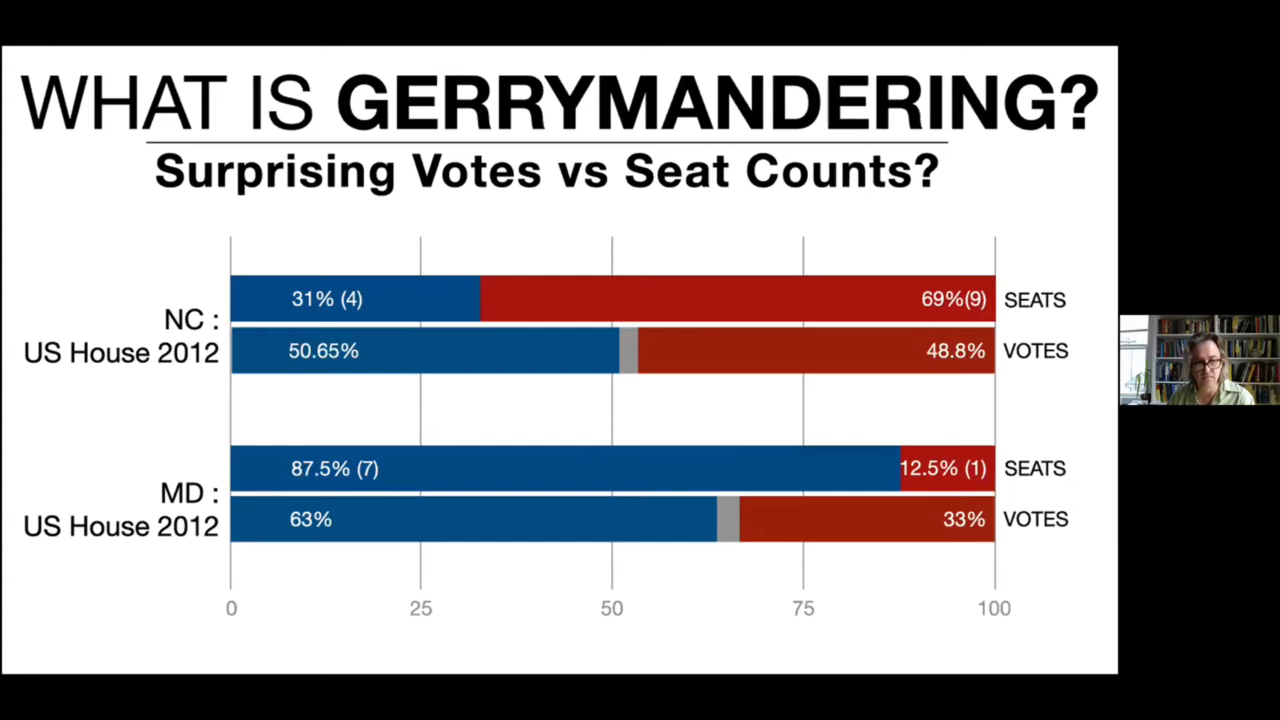 WHAT IS GERRYMANDERING?
Surprising Votes vs Seat Counts?
NC :
US House 2012
31% (4)
69%(9)
SEATS
50.65%
48.8%
VOTES
MD :
US House 2012
87.5% (7)
12.5% (1)
SEATS
63%
33%
VOTES
0
25
50
75
100